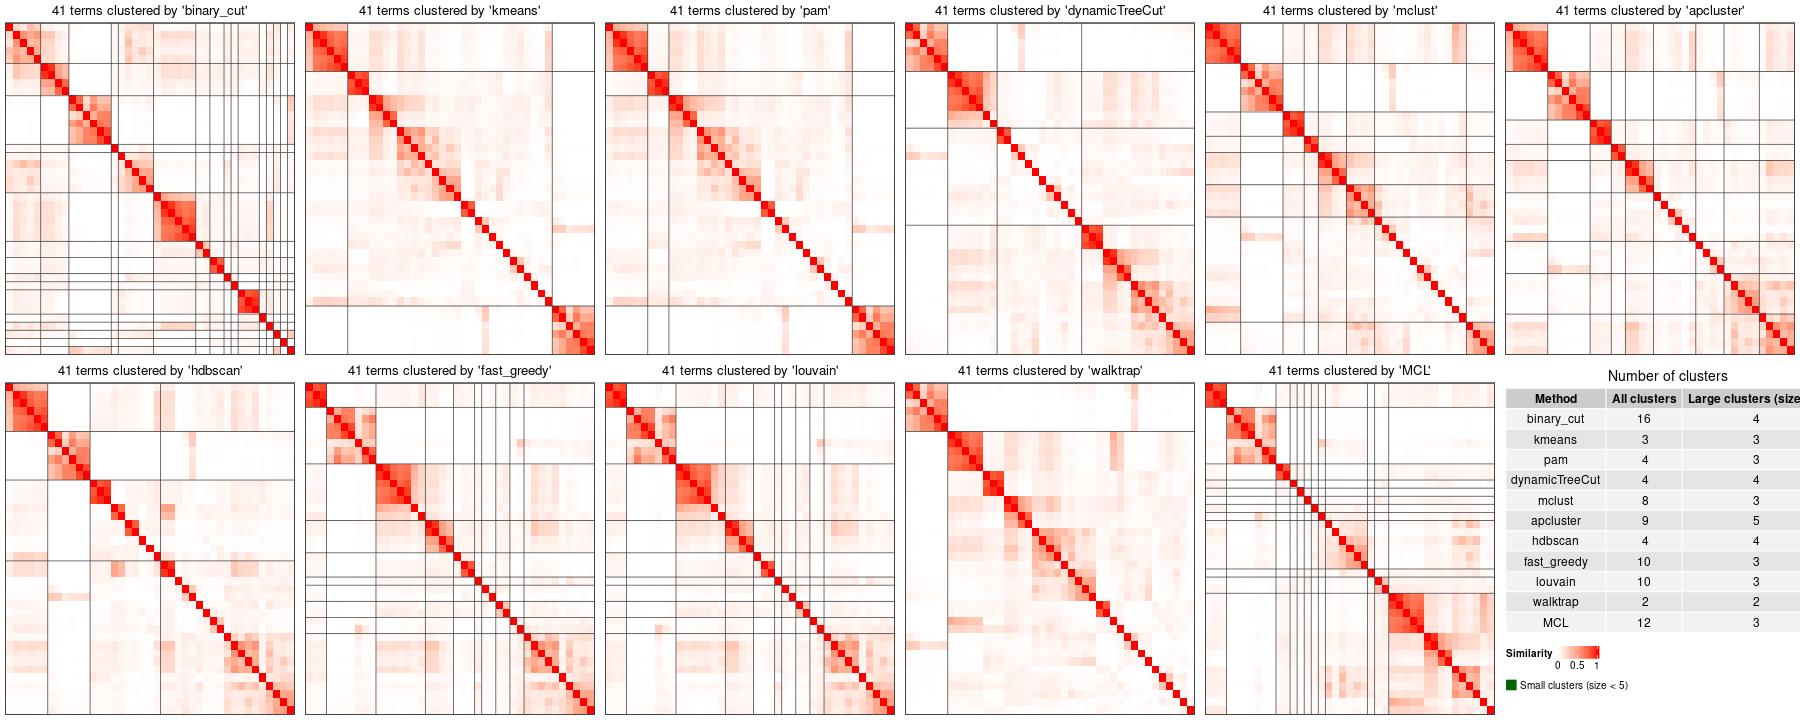 41 terms clustered by 'binary_cut'
41 terms clustered by 'kmeans'
41 terms clustered by 'pam'
41 terms clustered by 'dynamicTreeCut'
41 terms clustered by 'mclust'
41 terms clustered by 'apcluster'
41 terms clustered by 'hdbscan'
41 terms clustered by 'fast_greedy'
41 terms clustered by 'louvain'
41 terms clustered by 'walktrap'
41 terms clustered by 'MCL'
Number of clusters
Method All clusters Large clusters (size
binary_cut 16 4
kmeans 3 3
pam 4 3
dynamicTreeCut 4 4
mclust 8 3
apcluster 9 5
hdbscan 4 4
fast_greedy 10 3
louvain 10 3
walktrap 2 2
MCL 12 3
Similarity
0 0.5 1
Small clusters (size < 5)